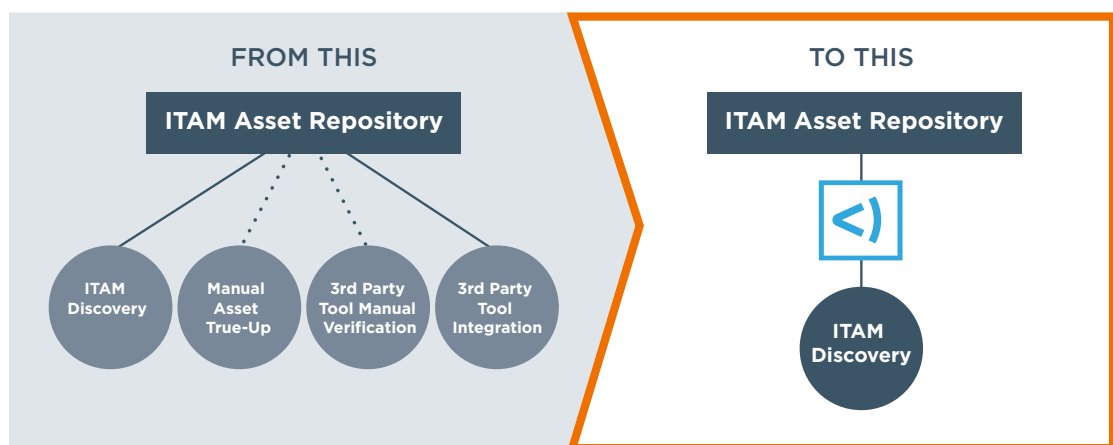 FROM THIS
ITAM Asset Repository
ITAM
Discovery
Manual
Asset
True-Up
3rd Party
Tool Manual
Verification
3rd Party
Tool
Integration
TO THIS
ITAM Asset Repository
ITAM
Discovery